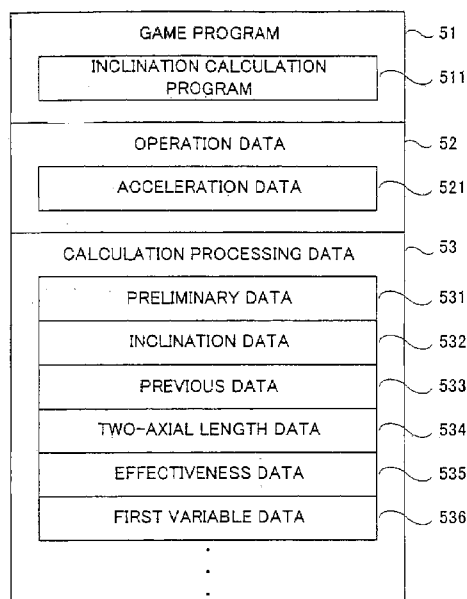 GAME PROGRAM 51
INCLINATION CALCULATION
PROGRAM 511
OPERATION DATA 52
ACCELERATION DATA 521
CALCULATION PROCESSING DATA 53
PRELIMINARY DATA 531
INCLINATION DATA 532
PREVIOUS DATA 533
TWO-AXIAL LENGTH DATA 534
EFFECTIVENESS DATA 535
FIRST VARIABLE DATA 536